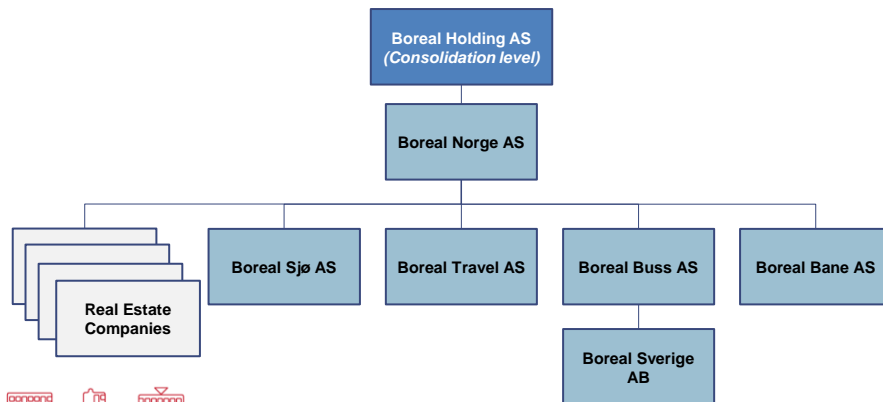 Boreal Holding AS
(Consolidation level)
Boreal Norge AS
Boreal Sjø AS
Boreal Travel AS
Boreal Buss AS
Boreal Bane AS
Real Estate
Companies
Boreal Sverige
AB